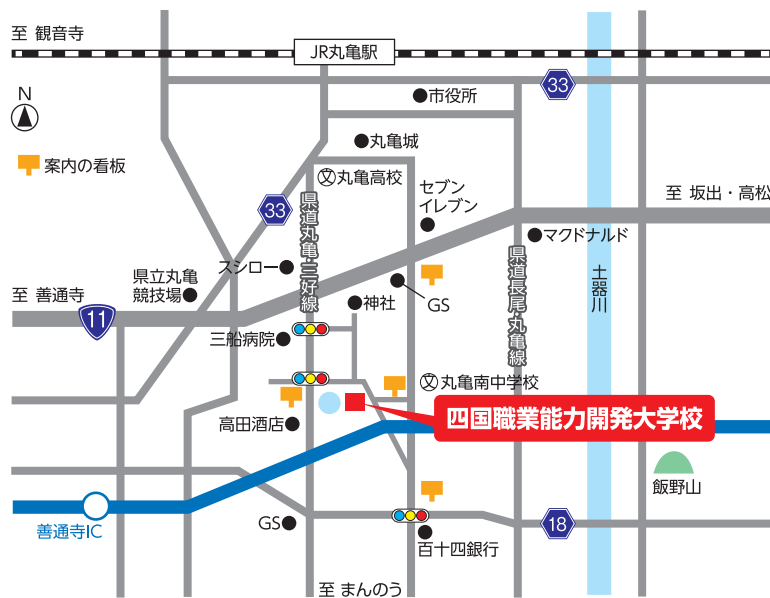 至 観音寺
JR丸亀駅
33
市役所
N
丸亀城
案内の看板
文丸亀高校
セブン
イレブン
至 坂出・高松
33
県道丸亀・三好線
マクドナルド
スシロー
県立丸亀
競技場
土器川
至 善通寺
GS
神社
県道長尾・丸亀線
11
三船病院
文丸亀南中学校
高田酒店
四国職業能力開発大学校
飯野山
善通寺IC
GS
18
百十四銀行
至 まんのう